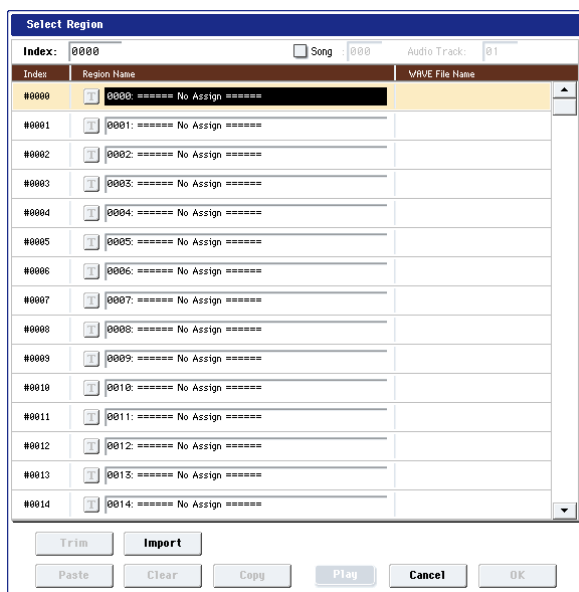 Select Region
Index: 0000 Song : 000 Audio Track: 01
Index Region Name WAVE File Name
#0000 T 0000: ====== No Assign ======
#0001 T 0001: ====== No Assign ======
#0002 T 0002: ====== No Assign ======
#0003 T 0003: ====== No Assign ======
#0004 T 0004: ====== No Assign ======
#0005 T 0005: ====== No Assign ======
#0006 T 0006: ====== No Assign ======
#0007 T 0007: ====== No Assign ======
#0008 T 0008: ====== No Assign ======
#0009 T 0009: ====== No Assign ======
#0010 T 0010: ====== No Assign ======
#0011 T 0011: ====== No Assign ======
#0012 T 0012: ====== No Assign ======
#0013 T 0013: ====== No Assign ======
#0014 T 0014: ====== No Assign ======
Trim Import
Paste Clear Copy Play Cancel OK